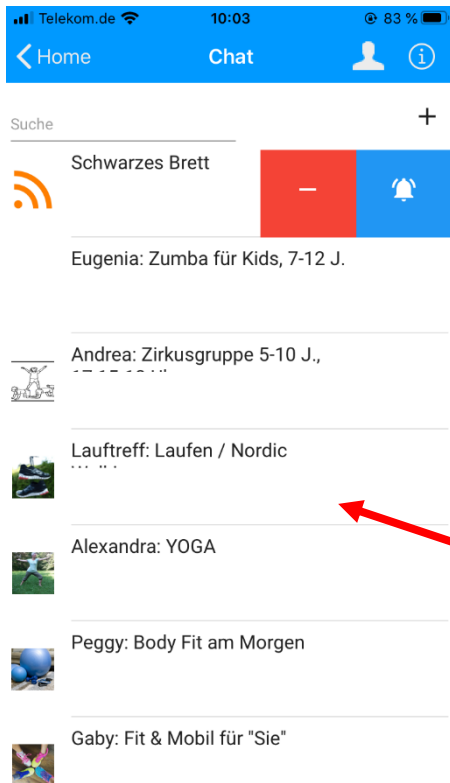 Telekom.de 10:03 83 %
Home Chat
Suche +
Schwarzes Brett
Eugenia: Zumba für Kids, 7-12 J.
Andrea: Zirkusgruppe 5-10 J.,
Lauftreff: Laufen / Nordic
Alexandra: YOGA
Peggy: Body Fit am Morgen
Gaby: Fit & Mobil für "Sie"